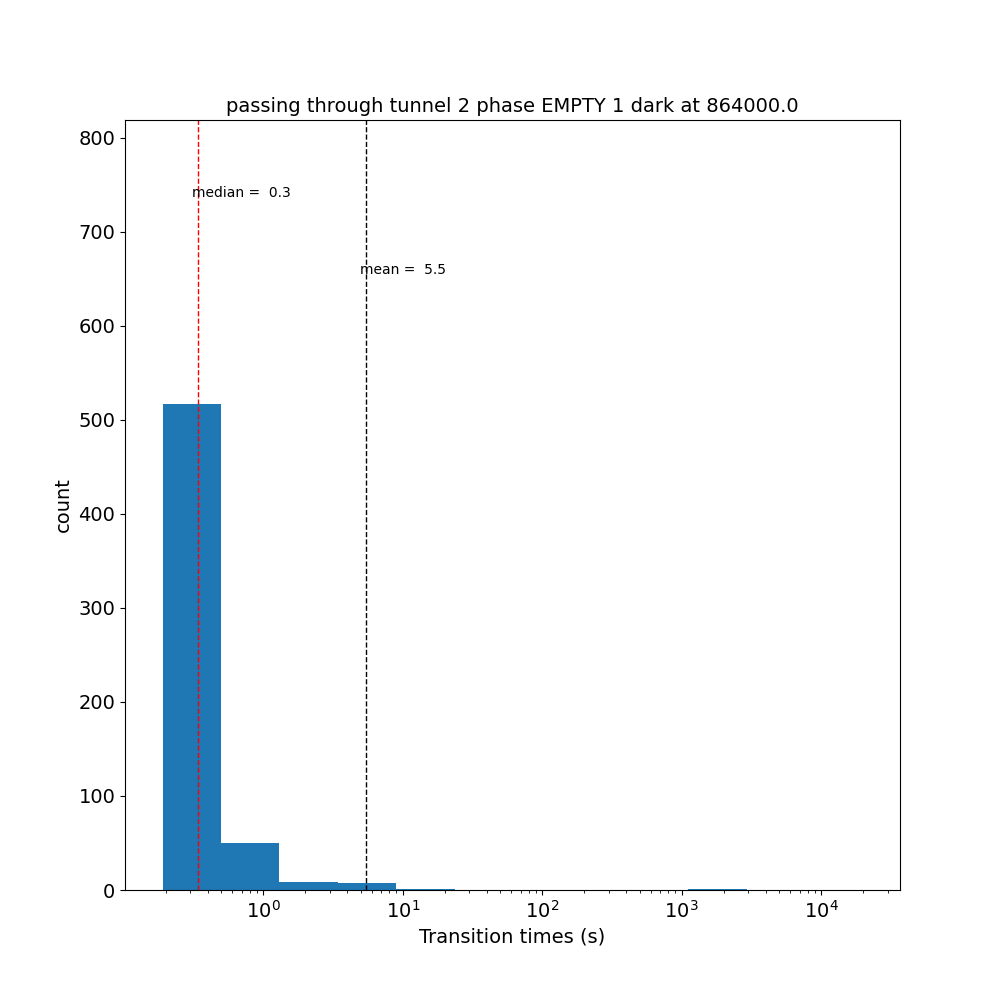 passing through tunnel 2 phase EMPTY 1 dark at 864000.0
800
median =  0.3
700
mean =  5.5
600
500
400
300
200
100
0
count
10^0 10^1 10^2 10^3 10^4
Transition times (s)